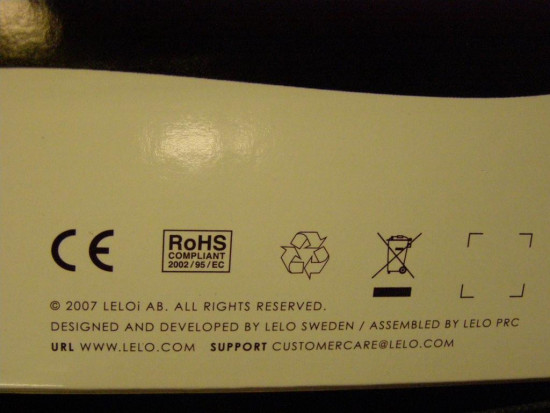 CE
RoHS
COMPLIANT
2002/95/EC
© 2007 LELOi AB. ALL RIGHTS RESERVED.
DESIGNED AND DEVELOPED BY LELO SWEDEN / ASSEMBLED BY LELO PRC
URL WWW.LELO.COM SUPPORT CUSTOMERCARE@LELO.COM